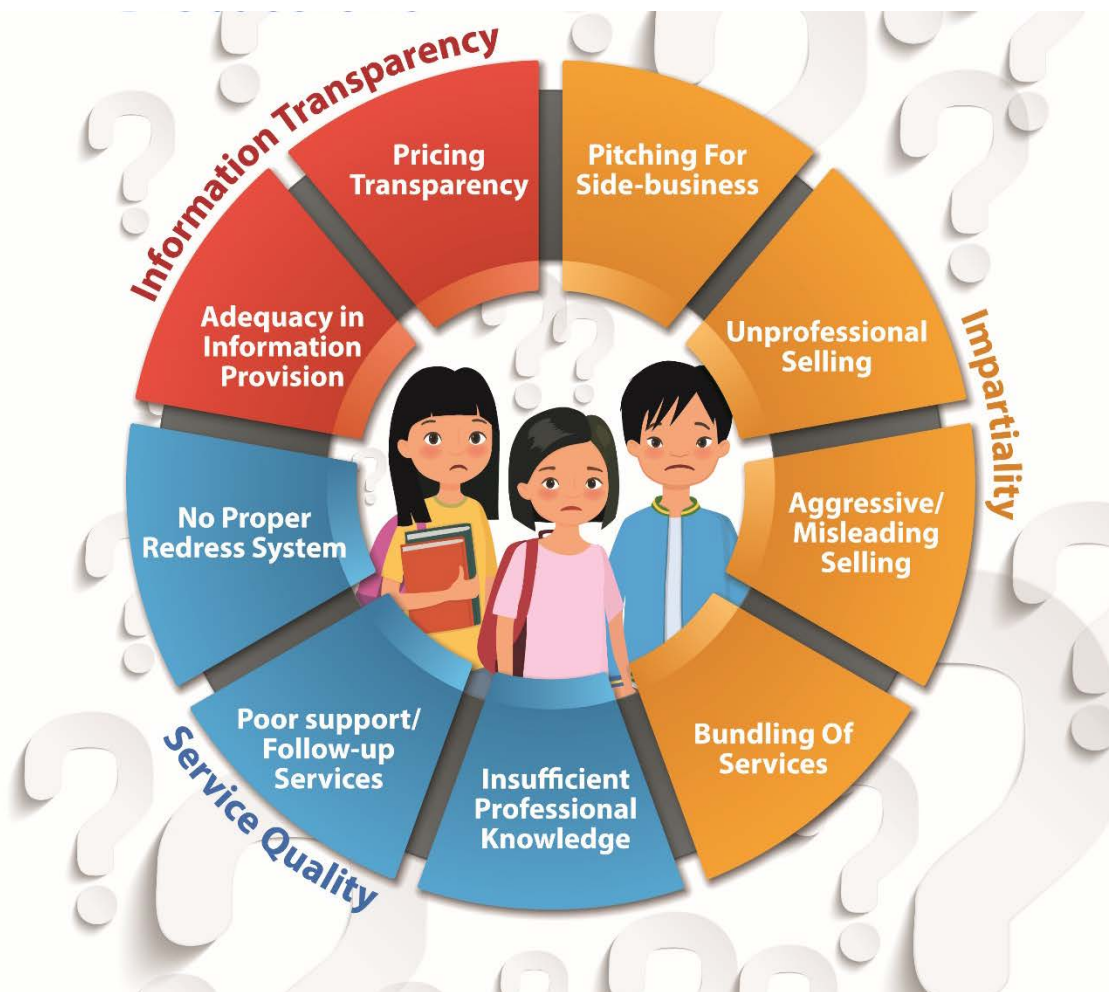 Information Transparency
Pricing
Transparency
Adequacy in
Information
Provision
Impartiality
Pitching For
Side-business
Unprofessional
Selling
Aggressive/
Misleading
Selling
Bundling Of
Services
Service Quality
Insufficient
Professional
Knowledge
Poor support/
Follow-up
Services
No Proper
Redress System